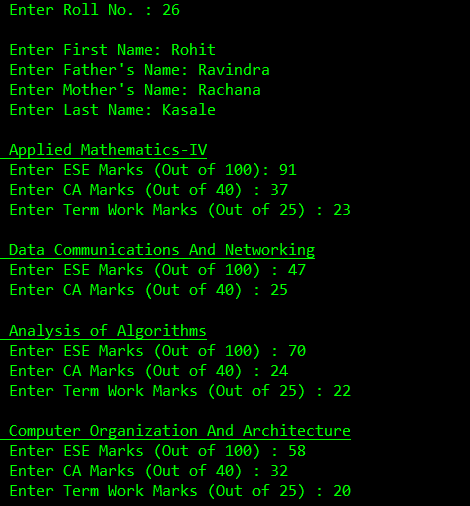 Enter Roll No. : 26
Enter First Name: Rohit
Enter Father's Name: Ravindra
Enter Mother's Name: Rachana
Enter Last Name: Kasale
Applied Mathematics-IV
Enter ESE Marks (Out of 100): 91
Enter CA Marks (Out of 40) : 37
Enter Term Work Marks (Out of 25) : 23
Data Communications And Networking
Enter ESE Marks (Out of 100) : 47
Enter CA Marks (Out of 40) : 25
Analysis of Algorithms
Enter ESE Marks (Out of 100) : 70
Enter CA Marks (Out of 40) : 24
Enter Term Work Marks (Out of 25) : 22
Computer Organization And Architecture
Enter ESE Marks (Out of 100) : 58
Enter CA Marks (Out of 40) : 32
Enter Term Work Marks (Out of 25) : 20